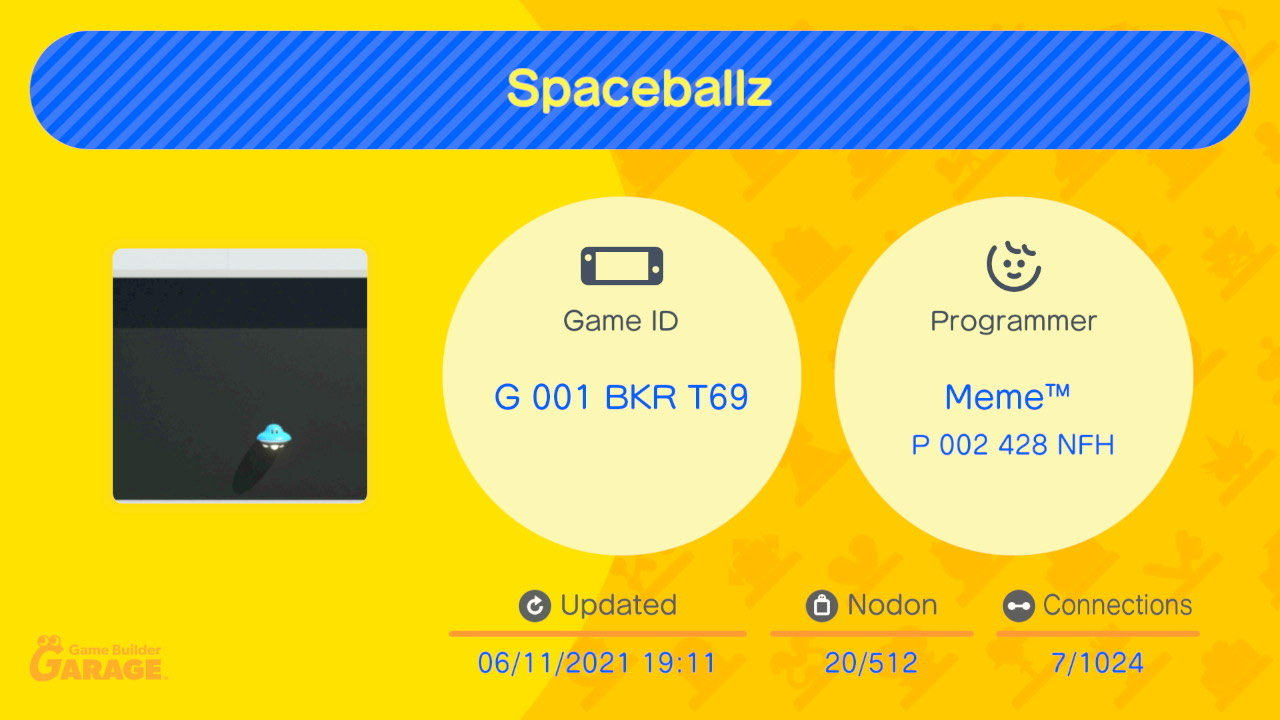 Spaceballz
Game ID
G 001 BKR T69
Programmer
Meme™
P 002 428 NFH
Updated
06/11/2021 19:11
Nodon
20/512
Connections
7/1024
Game Builder
GARAGE™